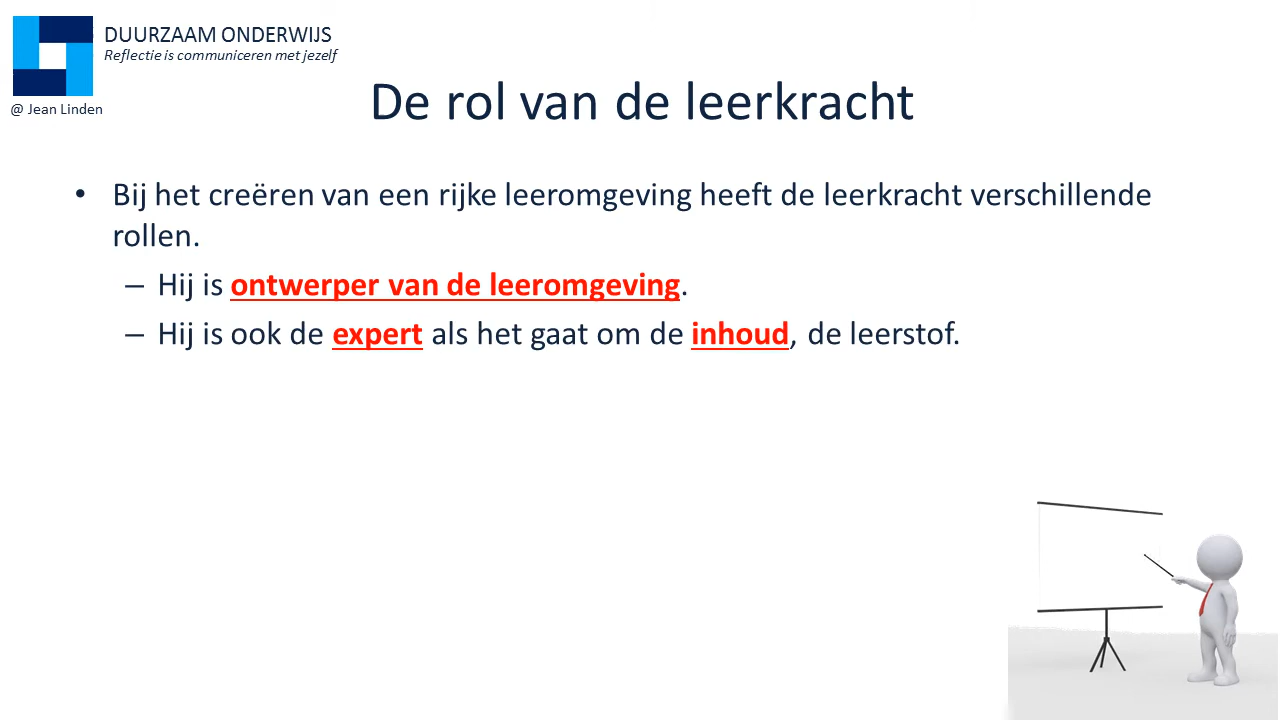 DUURZAAM ONDERWIJS
Reflectie is communiceren met jezelf
@ Jean Linden
De rol van de leerkracht
• Bij het creëren van een rijke leeromgeving heeft de leerkracht verschillende
rollen.
– Hij is ontwerper van de leeromgeving.
– Hij is ook de expert als het gaat om de inhoud, de leerstof.